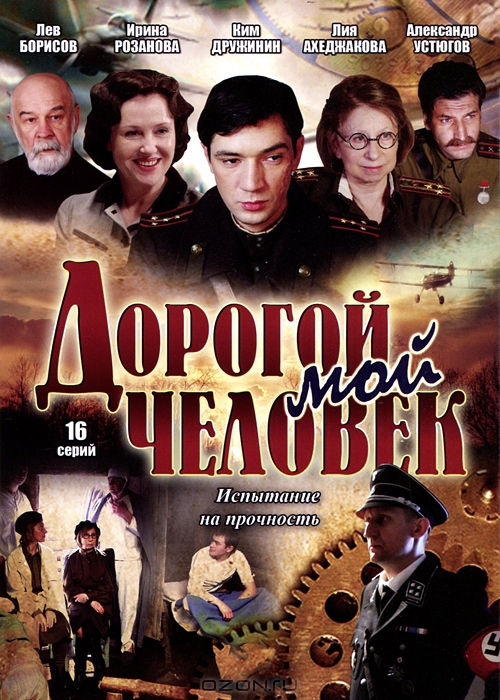 Лев
БОРИСОВ
Ирина
РОЗАНОВА
Ким
ДРУЖИНИН
Лия
АХЕДЖАКОВА
Александр
УСТЮГОВ
ДОРОГОЙ
мой
ЧЕЛОВЕК
16
серий
Испытание
на прочность
OZON.ru